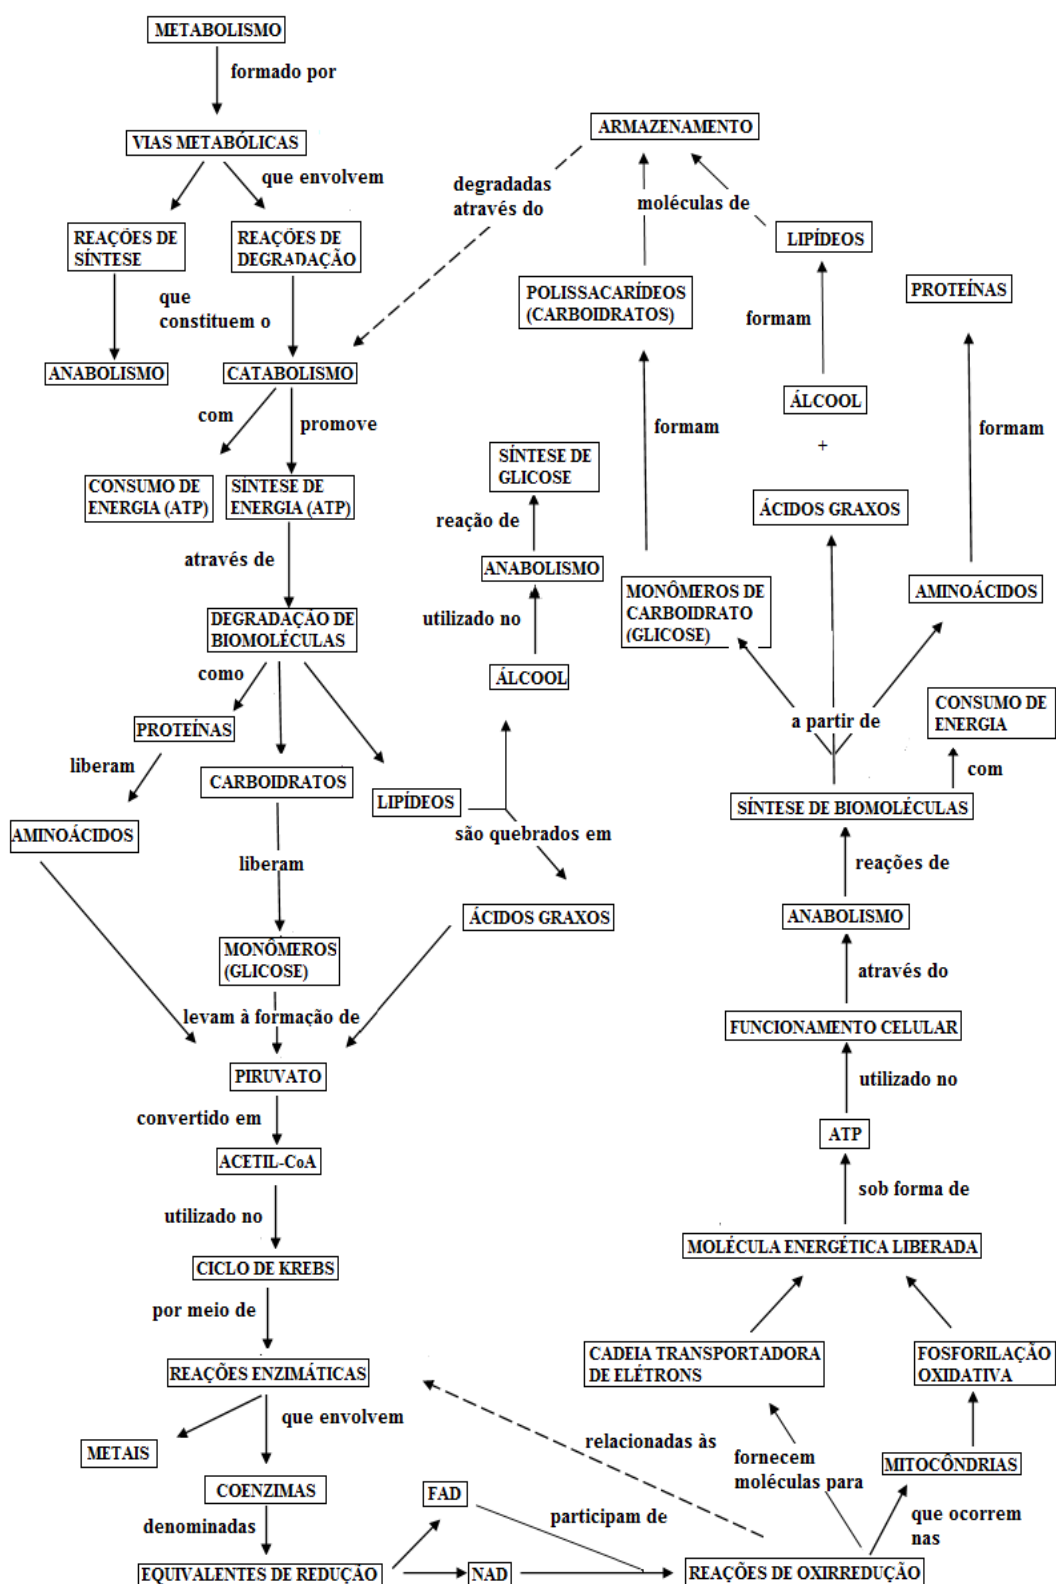 METABOLISMO
formado por
VIAS METABÓLICAS
que envolvem
REAÇÕES DE
SÍNTESE
REAÇÕES DE
DEGRADAÇÃO
que
constituem o
ANABOLISMO
CATABOLISMO
com
promove
CONSUMO DE
ENERGIA (ATP)
SÍNTESE DE
ENERGIA (ATP)
através de
DEGRADAÇÃO DE
BIOMOLÉCULAS
como
PROTEÍNAS
liberam
AMINOÁCIDOS
CARBOIDRATOS
liberam
MONÔMEROS
(GLICOSE)
LIPÍDEOS
são quebrados em
ÁCIDOS GRAXOS
ÁLCOOL
utilizado no
ANABOLISMO
reação de
SÍNTESE DE
GLICOSE
levam à formação de
PIRUVATO
convertido em
ACETIL-CoA
utilizado no
CICLO DE KREBS
por meio de
REAÇÕES ENZIMÁTICAS
que envolvem
METAIS
COENZIMAS
denominadas
EQUIVALENTES DE REDUÇÃO
FAD
NAD
participam de
REAÇÕES DE OXIRREDUÇÃO
relacionadas às
fornecem
moléculas para
que ocorrem
nas
MITOCÔNDRIAS
CADEIA TRANSPORTADORA
DE ELÉTRONS
FOSFORILAÇÃO
OXIDATIVA
MOLÉCULA ENERGÉTICA LIBERADA
sob forma de
ATP
utilizado no
FUNCIONAMENTO CELULAR
através do
ANABOLISMO
reações de
SÍNTESE DE BIOMOLÉCULAS
com
CONSUMO DE
ENERGIA
a partir de
MONÔMEROS DE
CARBOIDRATO
(GLICOSE)
ÁCIDOS GRAXOS
+
ÁLCOOL
AMINOÁCIDOS
formam
formam
formam
POLISSACARÍDEOS
(CARBOIDRATOS)
LIPÍDEOS
PROTEÍNAS
moléculas de
ARMAZENAMENTO
degradadas
através do